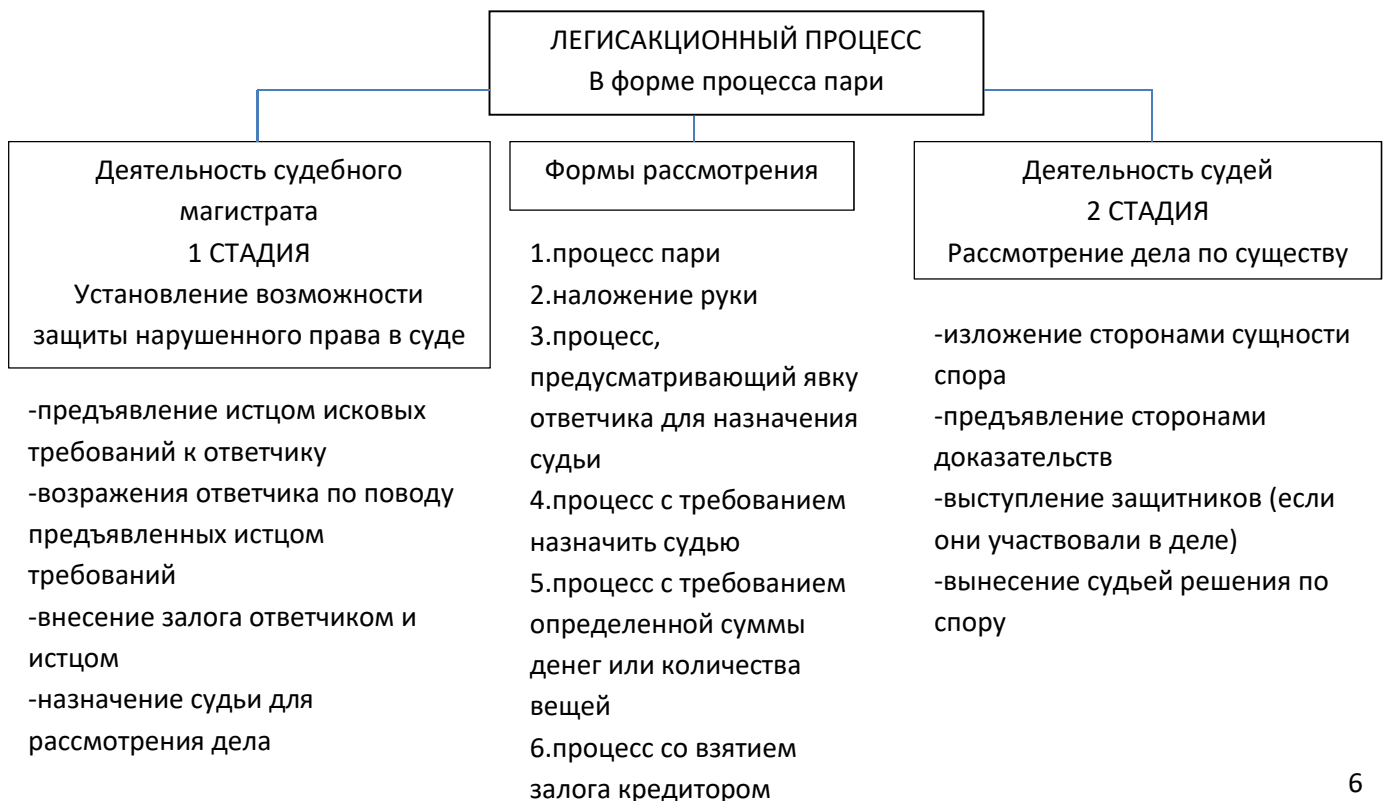 ЛЕГИСАКЦИОННЫЙ ПРОЦЕСС
В форме процесса пари
Деятельность судебного
магистрата
1 СТАДИЯ
Установление возможности
защиты нарушенного права в суде
-предъявление истцом исковых
требований к ответчику
-возражения ответчика по поводу
предъявленных истцом
требований
-внесение залога ответчиком и
истцом
-назначение судьи для
рассмотрения дела
Формы рассмотрения
1.процесс пари
2.наложение руки
3.процесс,
предусматривающий явку
ответчика для назначения
судьи
4.процесс с требованием
назначить судью
5.процесс с требованием
определенной суммы
денег или количества
вещей
6.процесс со взятием
залога кредитором
Деятельность судей
2 СТАДИЯ
Рассмотрение дела по существу
-изложение сторонами сущности
спора
-предъявление сторонами
доказательств
-выступление защитников (если
они участвовали в деле)
-вынесение судьей решения по
спору
6